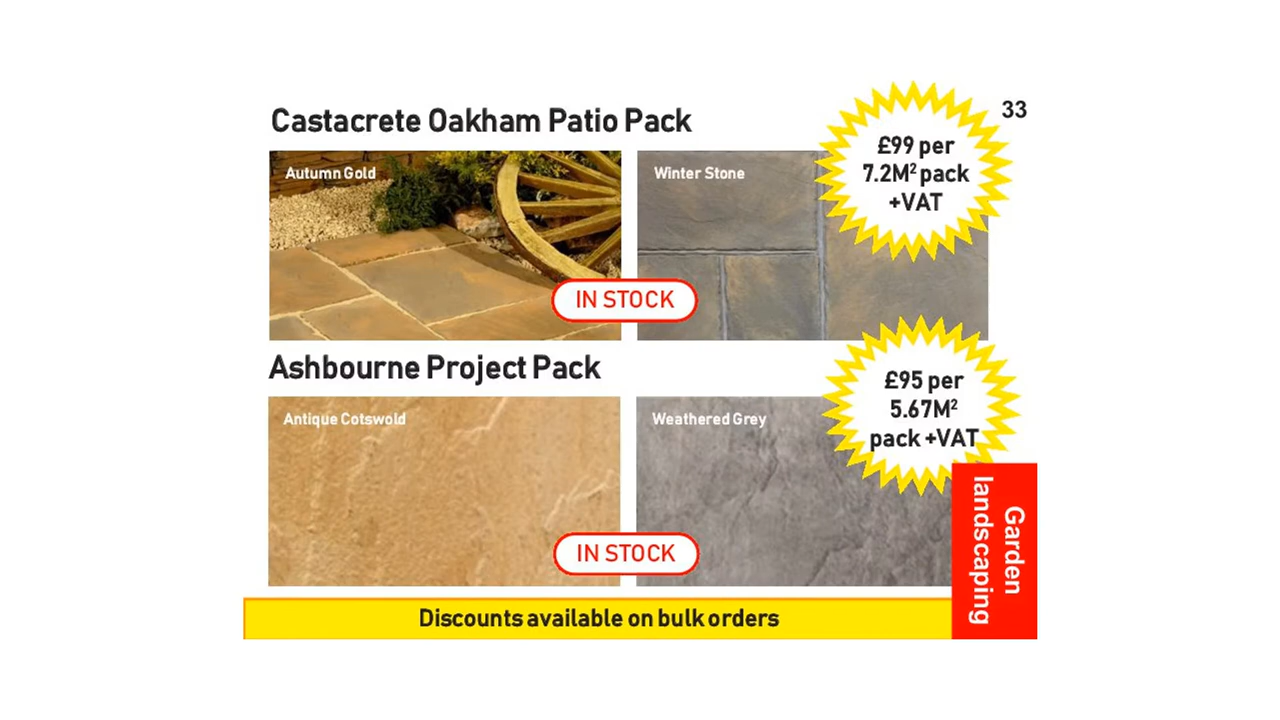 33
Castacrete Oakham Patio Pack
£99 per
7.2M² pack
+VAT
Autumn Gold
Winter Stone
IN STOCK
Ashbourne Project Pack
£95 per
5.67M²
pack +VAT
Antique Cotswold
Weathered Grey
IN STOCK
Garden
landscaping
Discounts available on bulk orders